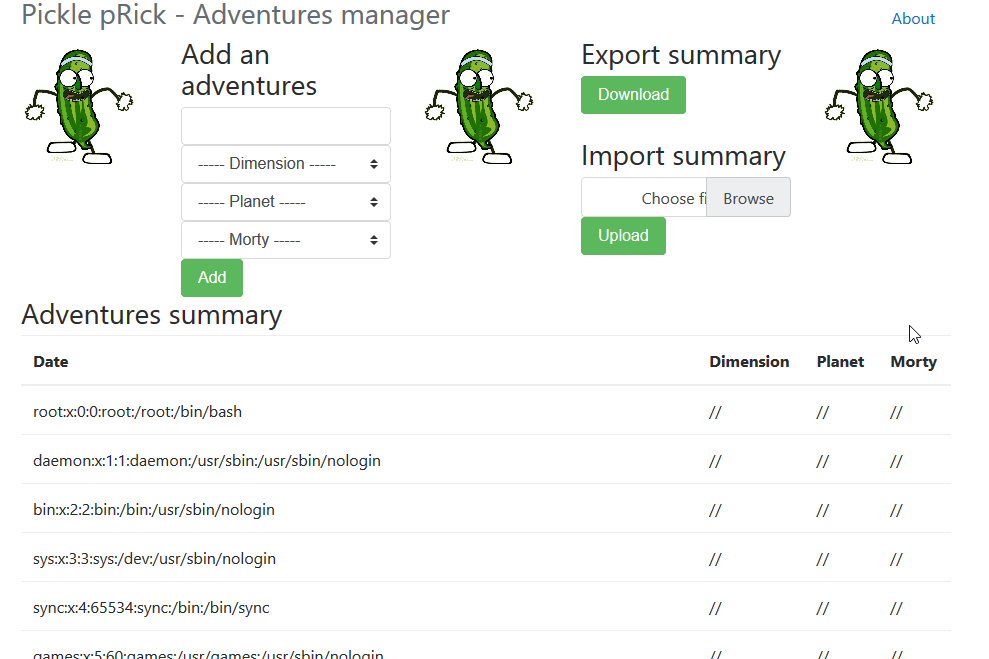 Pickle pRick - Adventures manager
About
Add an
adventures
----- Dimension -----
----- Planet -----
----- Morty -----
Add
Export summary
Download
Import summary
Choose fi Browse
Upload
Adventures summary
Date Dimension Planet Morty
root:x:0:0:root:/root:/bin/bash // // //
daemon:x:1:1:daemon:/usr/sbin:/usr/sbin/nologin // // //
bin:x:2:2:bin:/bin:/usr/sbin/nologin // // //
sys:x:3:3:sys:/dev:/usr/sbin/nologin // // //
sync:x:4:65534:sync:/bin:/bin/sync // // //
games:x:5:60:games:/usr/games:/usr/sbin/nologin // // //